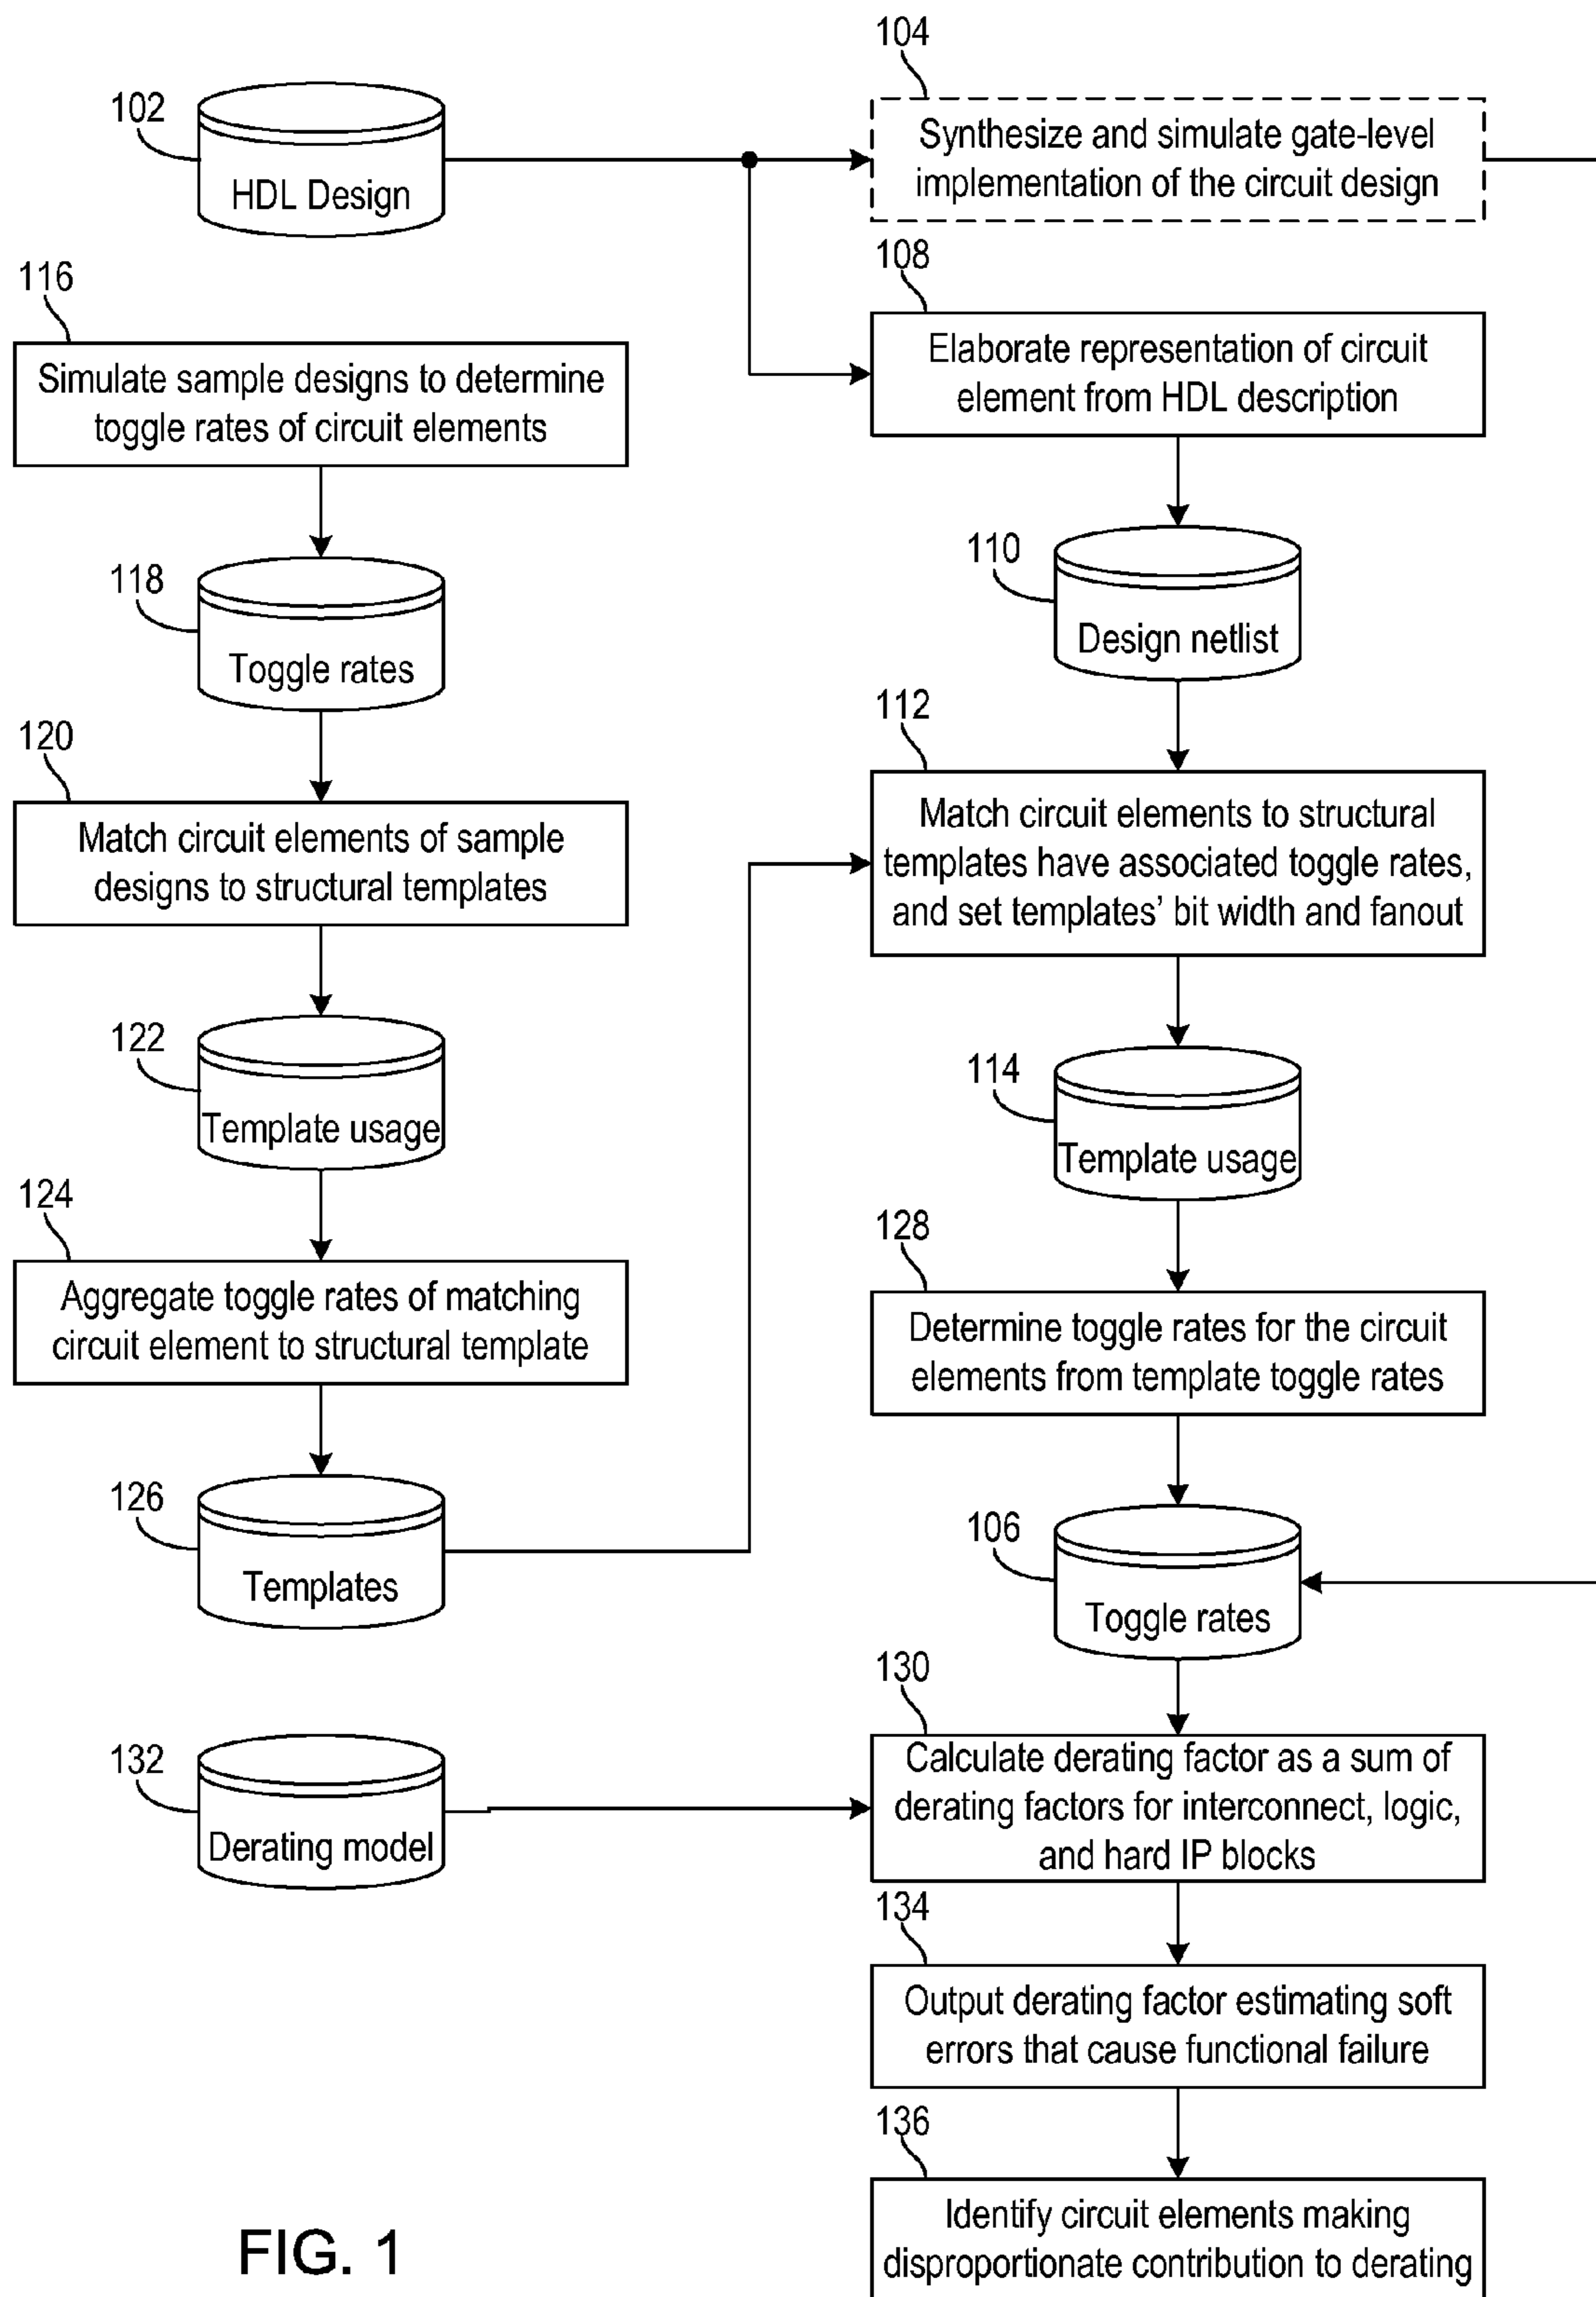 102
HDL Design
104
Synthesize and simulate gate-level
implementation of the circuit design
116
Simulate sample designs to determine
toggle rates of circuit elements
108
Elaborate representation of circuit
element from HDL description
118
Toggle rates
110
Design netlist
120
Match circuit elements of sample
designs to structural templates
112
Match circuit elements to structural
templates have associated toggle rates,
and set templates’ bit width and fanout
122
Template usage
114
Template usage
124
Aggregate toggle rates of matching
circuit element to structural template
128
Determine toggle rates for the circuit
elements from template toggle rates
126
Templates
106
Toggle rates
132
Derating model
130
Calculate derating factor as a sum of
derating factors for interconnect, logic,
and hard IP blocks
134
Output derating factor estimating soft
errors that cause functional failure
136
Identify circuit elements making
disproportionate contribution to derating
FIG. 1